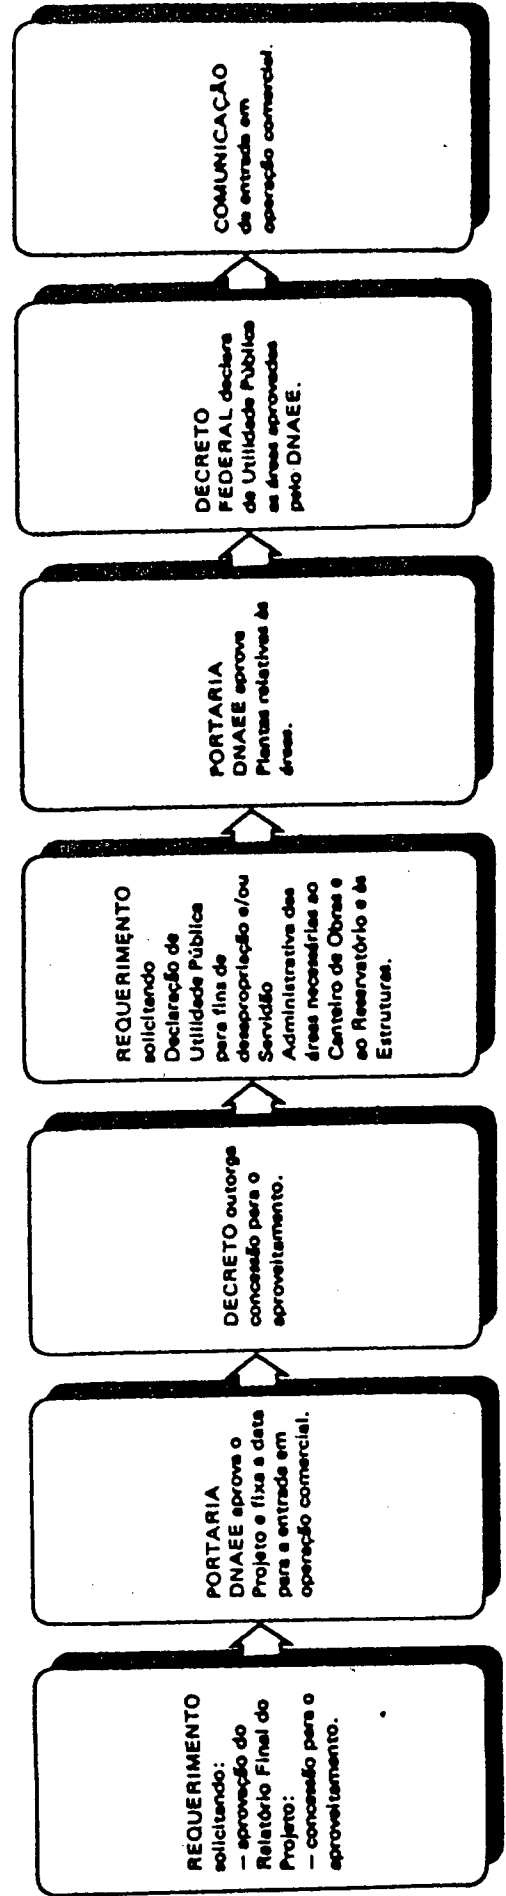 REQUERIMENTO
solicitando:
– aprovação do
Relatório Final do
Projeto:
– concessão para o
aproveitamento.
PORTARIA
DNAEE aprova o
Projeto e fixa a data
para a entrada em
operação comercial.
DECRETO outorga
concessão para o
aproveitamento.
REQUERIMENTO
solicitando
Declaração de
Utilidade Pública
para fins de
desapropriação e/ou
Servidão
Administrativa das
áreas necessárias ao
Canteiro de Obras e
ao Reservatório e às
Estruturas.
PORTARIA
DNAEE aprova
Plantas relativas às
áreas.
DECRETO
FEDERAL declara
de Utilidade Pública
as áreas aprovadas
pelo DNAEE.
COMUNICAÇÃO
da entrada em
operação comercial.